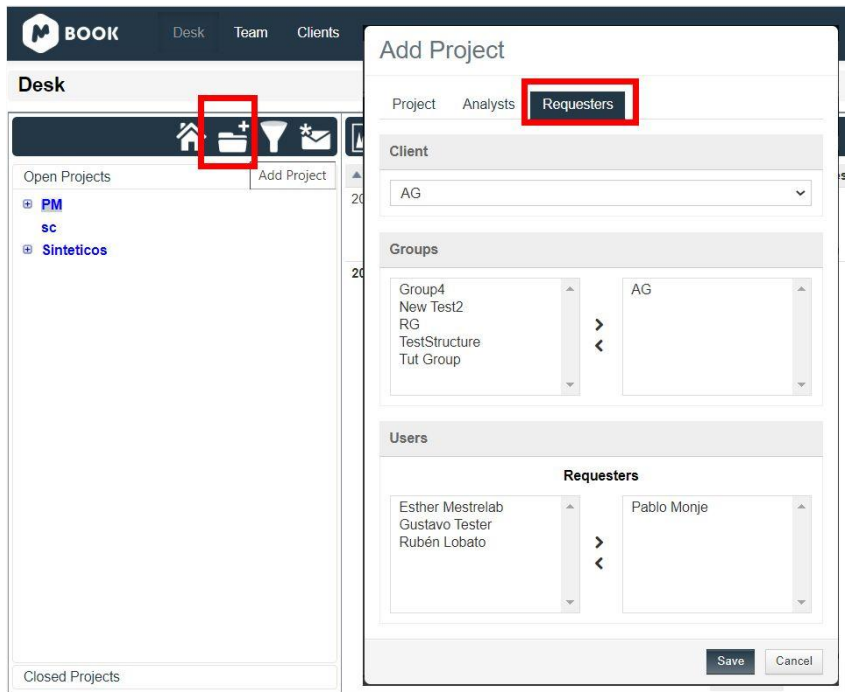 BOOK
Desk
Team
Clients
Desk
Open Projects
Add Project
PM
sc
Sinteticos
Closed Projects
20
20
Add Project
Project
Analysts
Requesters
Client
AG
Groups
Group4
New Test2
RG
TestStructure
Tut Group
AG
Users
Requesters
Esther Mestrelab
Gustavo Tester
Rubén Lobato
Pablo Monje
Save
Cancel